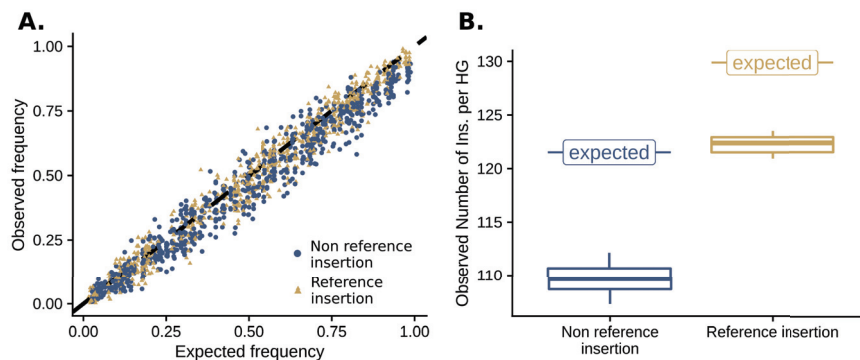 A.
Observed frequency
1.00
0.75
0.50
0.25
0.00
0.00 0.25 0.50 0.75 1.00
Expected frequency
Non reference
insertion
Reference
insertion
B.
Observed Number of Ins. per HG
130
125
120
115
110
expected
expected
Non reference
insertion
Reference insertion